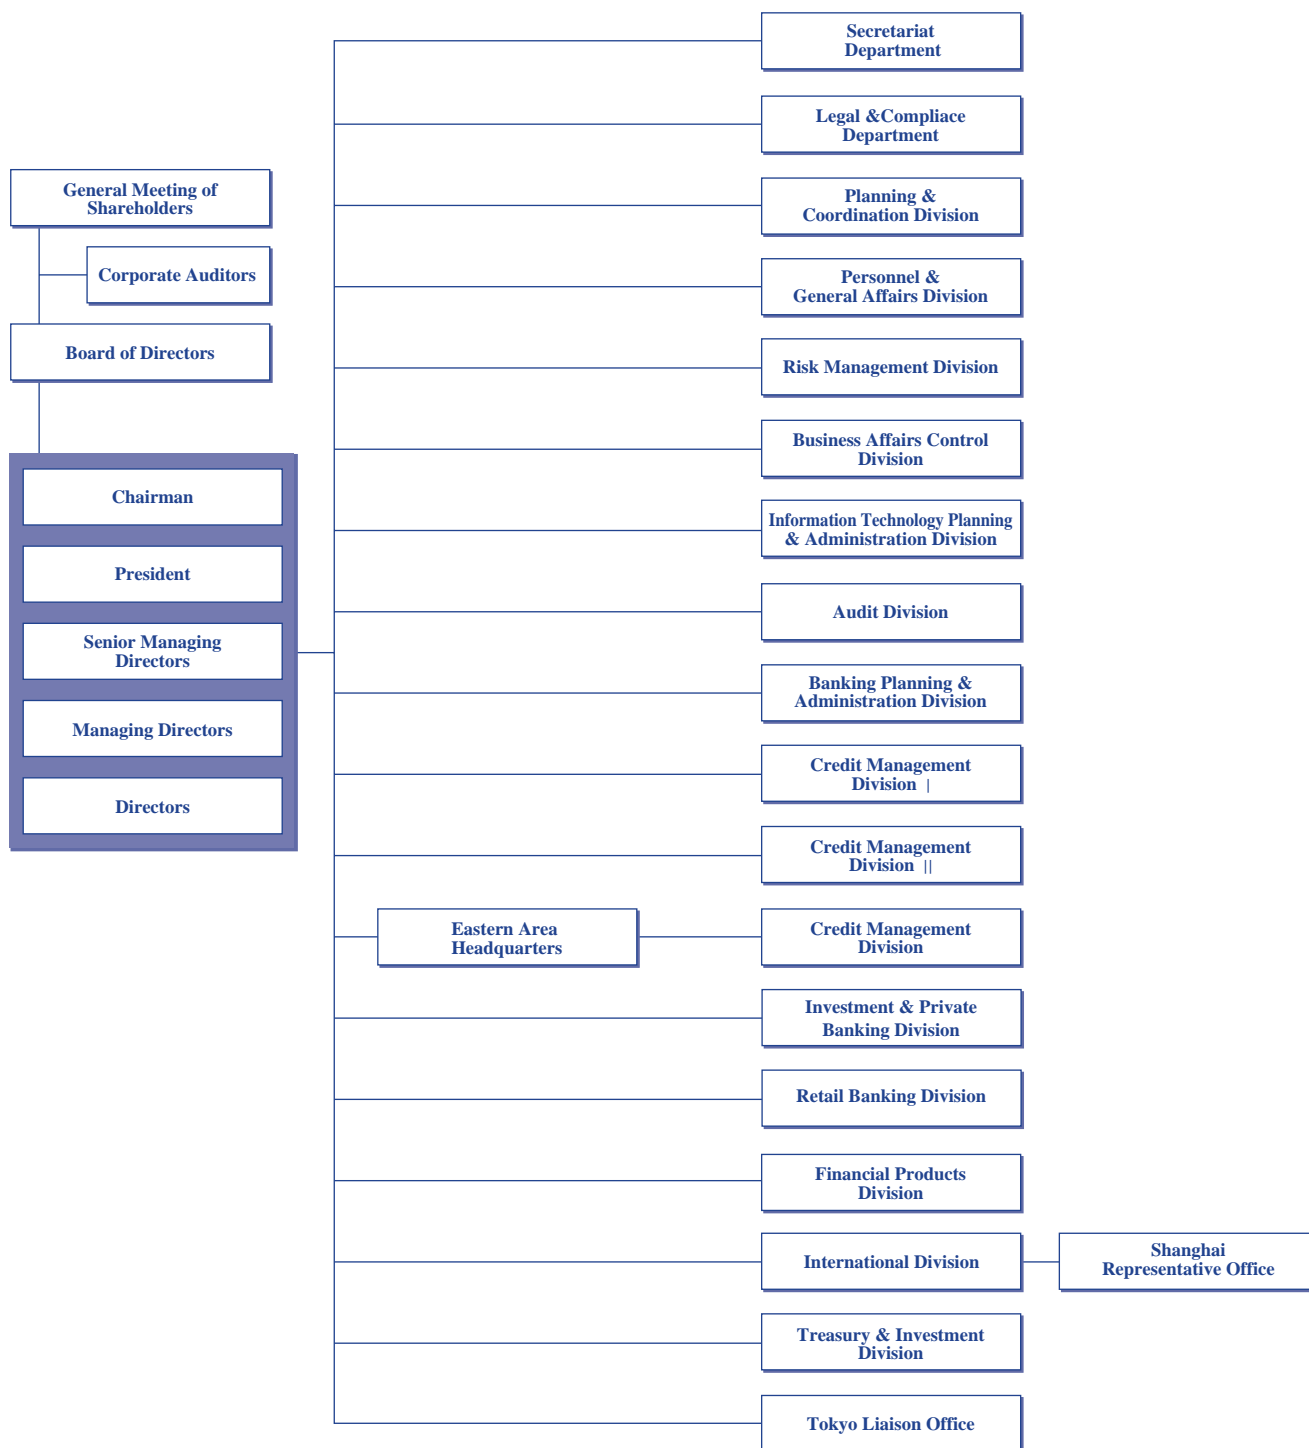 General Meeting of
Shareholders
Corporate Auditors
Board of Directors
Chairman
President
Senior Managing
Directors
Managing Directors
Directors
Secretariat
Department
Legal &Compliace
Department
Planning &
Coordination Division
Personnel &
General Affairs Division
Risk Management Division
Business Affairs Control
Division
Information Technology Planning
& Administration Division
Audit Division
Banking Planning &
Administration Division
Credit Management
Division |
Credit Management
Division ||
Eastern Area
Headquarters
Credit Management
Division
Investment & Private
Banking Division
Retail Banking Division
Financial Products
Division
International Division
Shanghai
Representative Office
Treasury & Investment
Division
Tokyo Liaison Office